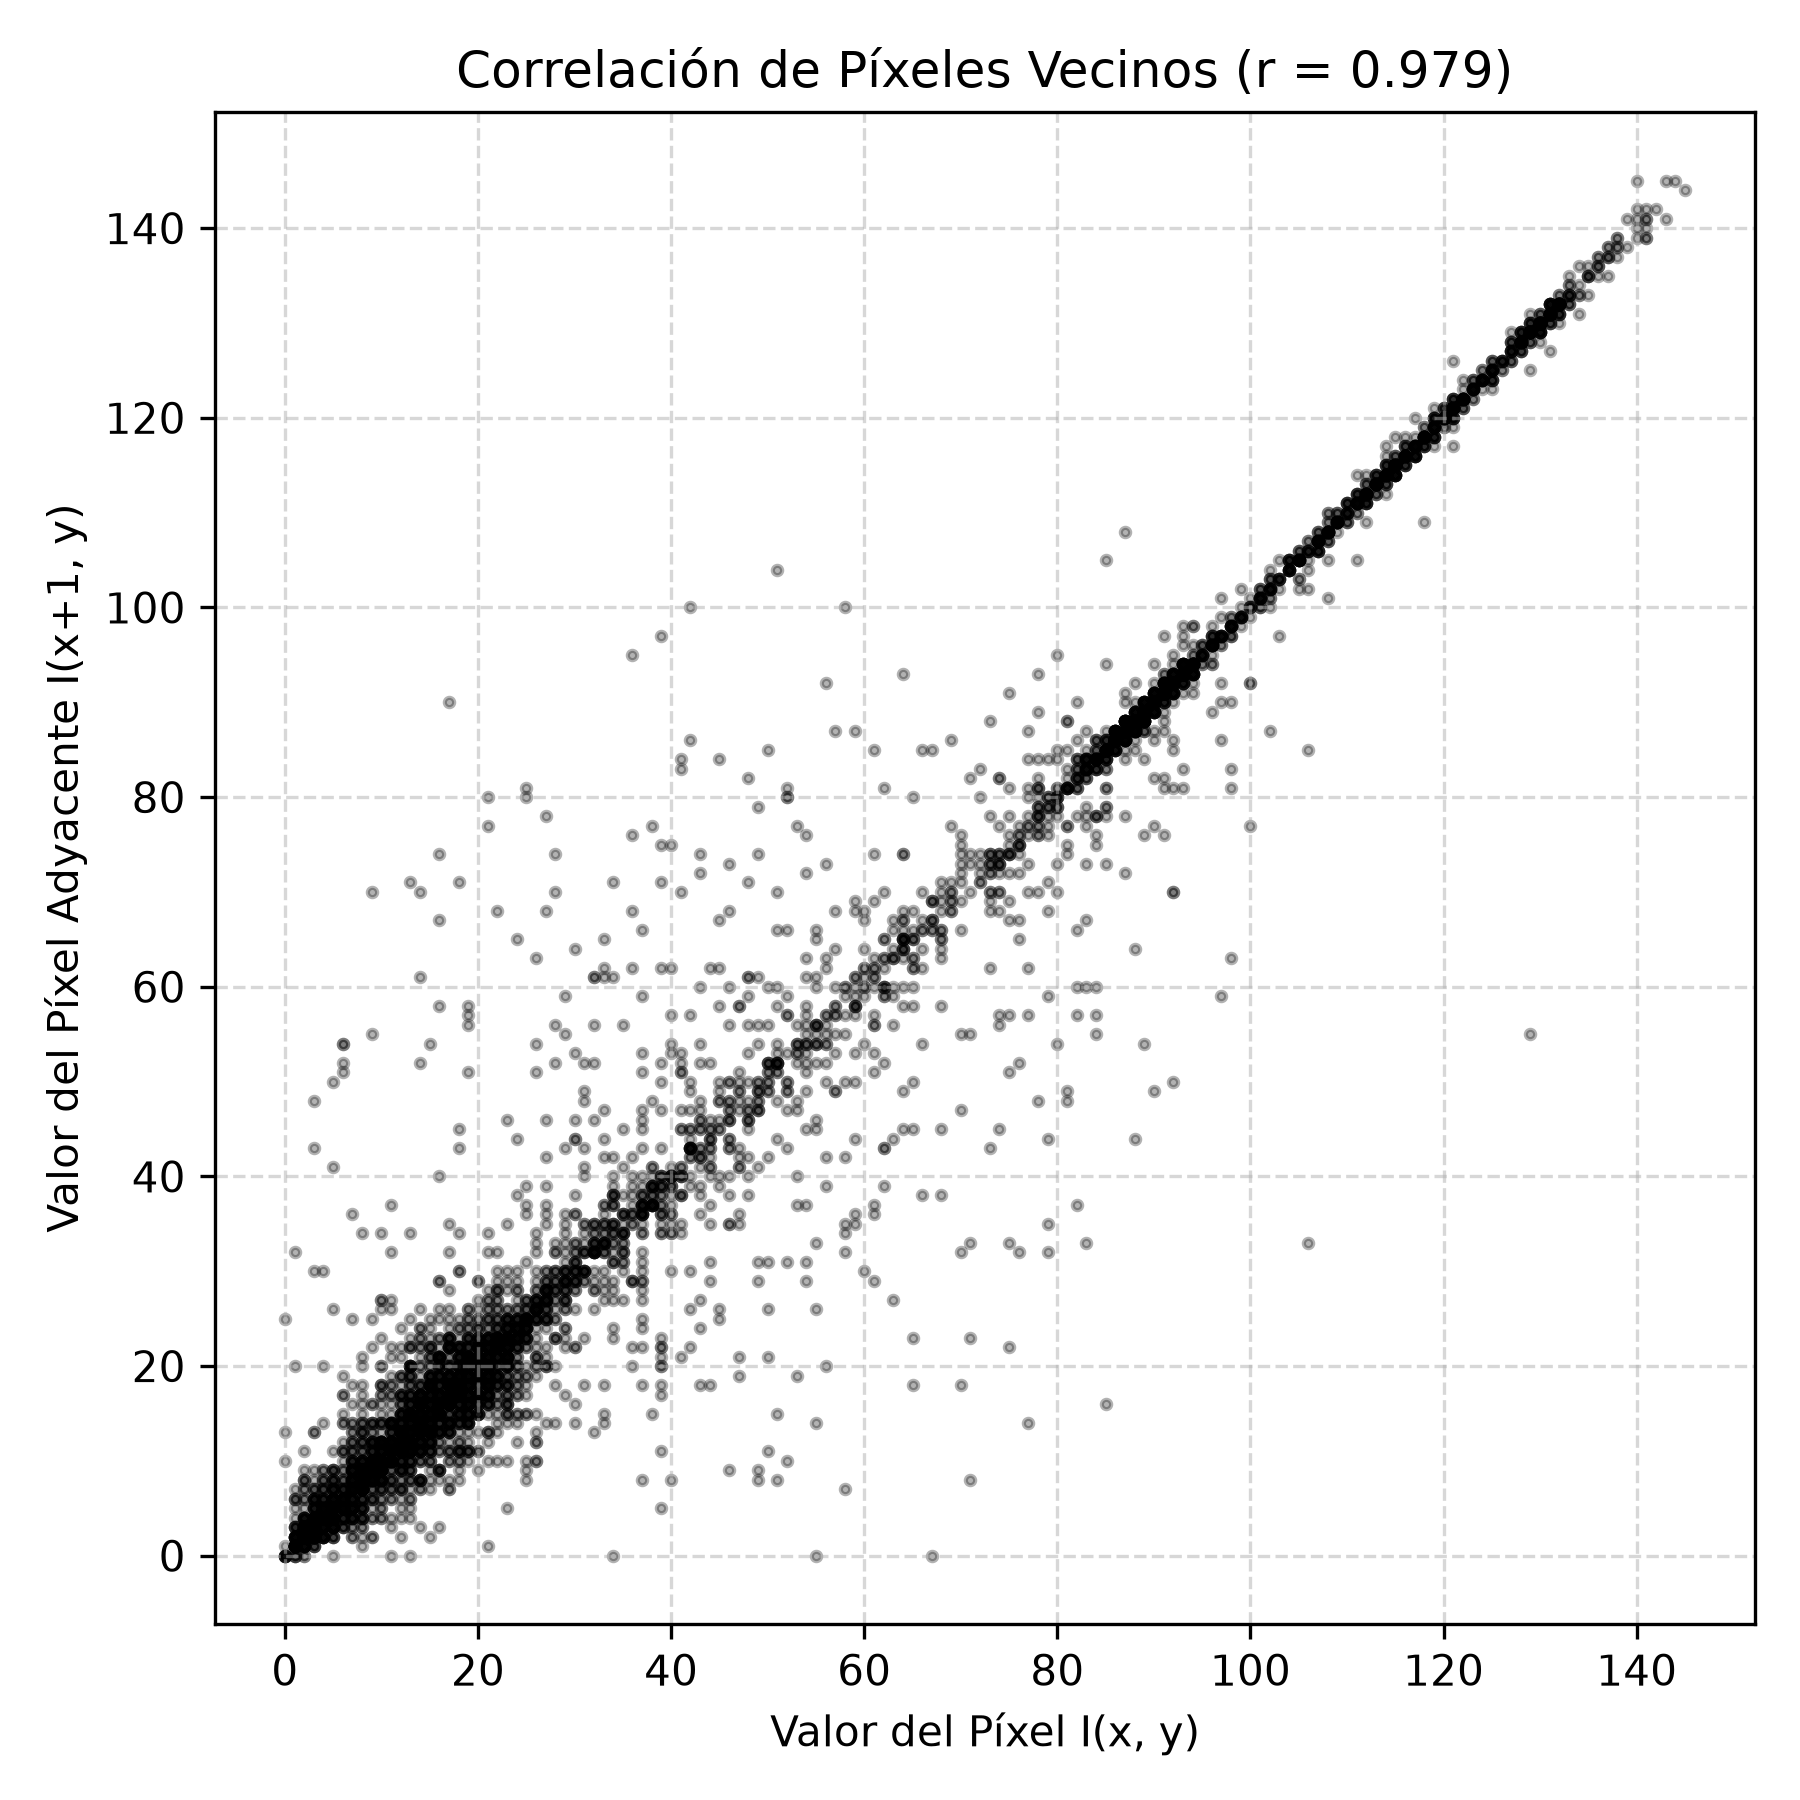 Correlación de Píxeles Vecinos (r = 0.979)
Valor del Píxel Adyacente I(x+1, y)
140
120
100
80
60
40
20
0
0 20 40 60 80 100 120 140
Valor del Píxel I(x, y)